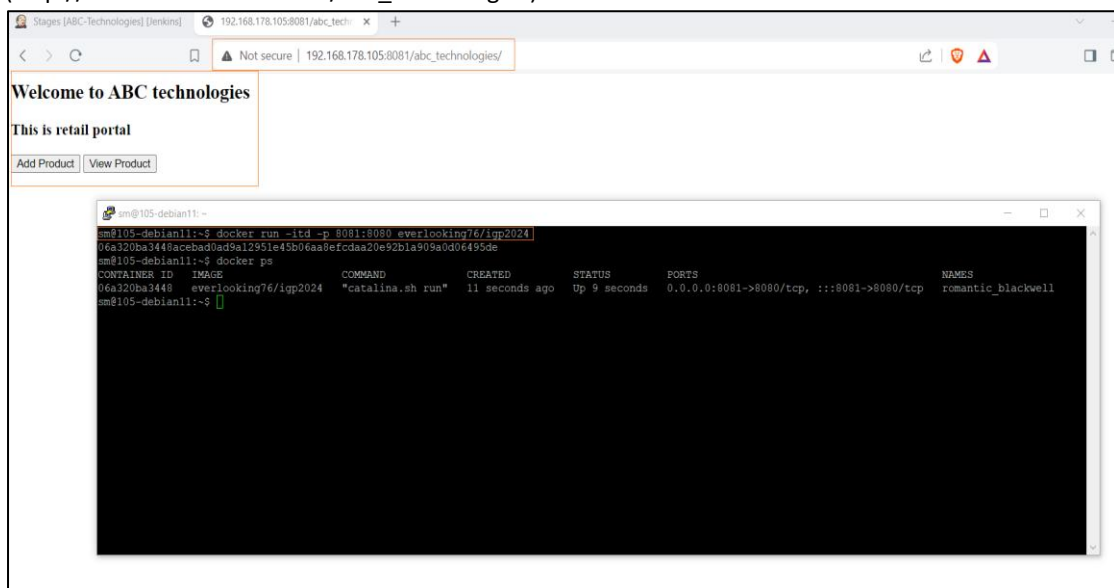 Stages [ABC-Technologies] [Jenkins] 192.168.178.105:8081/abc_tech
Not secure | 192.168.178.105:8081/abc_technologies/
Welcome to ABC technologies
This is retail portal
Add Product View Product
sm@105-debian11: ~
sm@105-debian11:~$ docker run -itd -p 8081:8080 everlooking76/igp2024
06a320ba3448acebad0ad9a12951e45b06aa8efcdaa20e92b1a909a0d06495de
sm@105-debian11:~$ docker ps
CONTAINER ID IMAGE COMMAND CREATED STATUS PORTS NAMES
06a320ba3448 everlooking76/igp2024 "catalina.sh run" 11 seconds ago Up 9 seconds 0.0.0.0:8081->8080/tcp, :::8081->8080/tcp romantic_blackwell
sm@105-debian11:~$